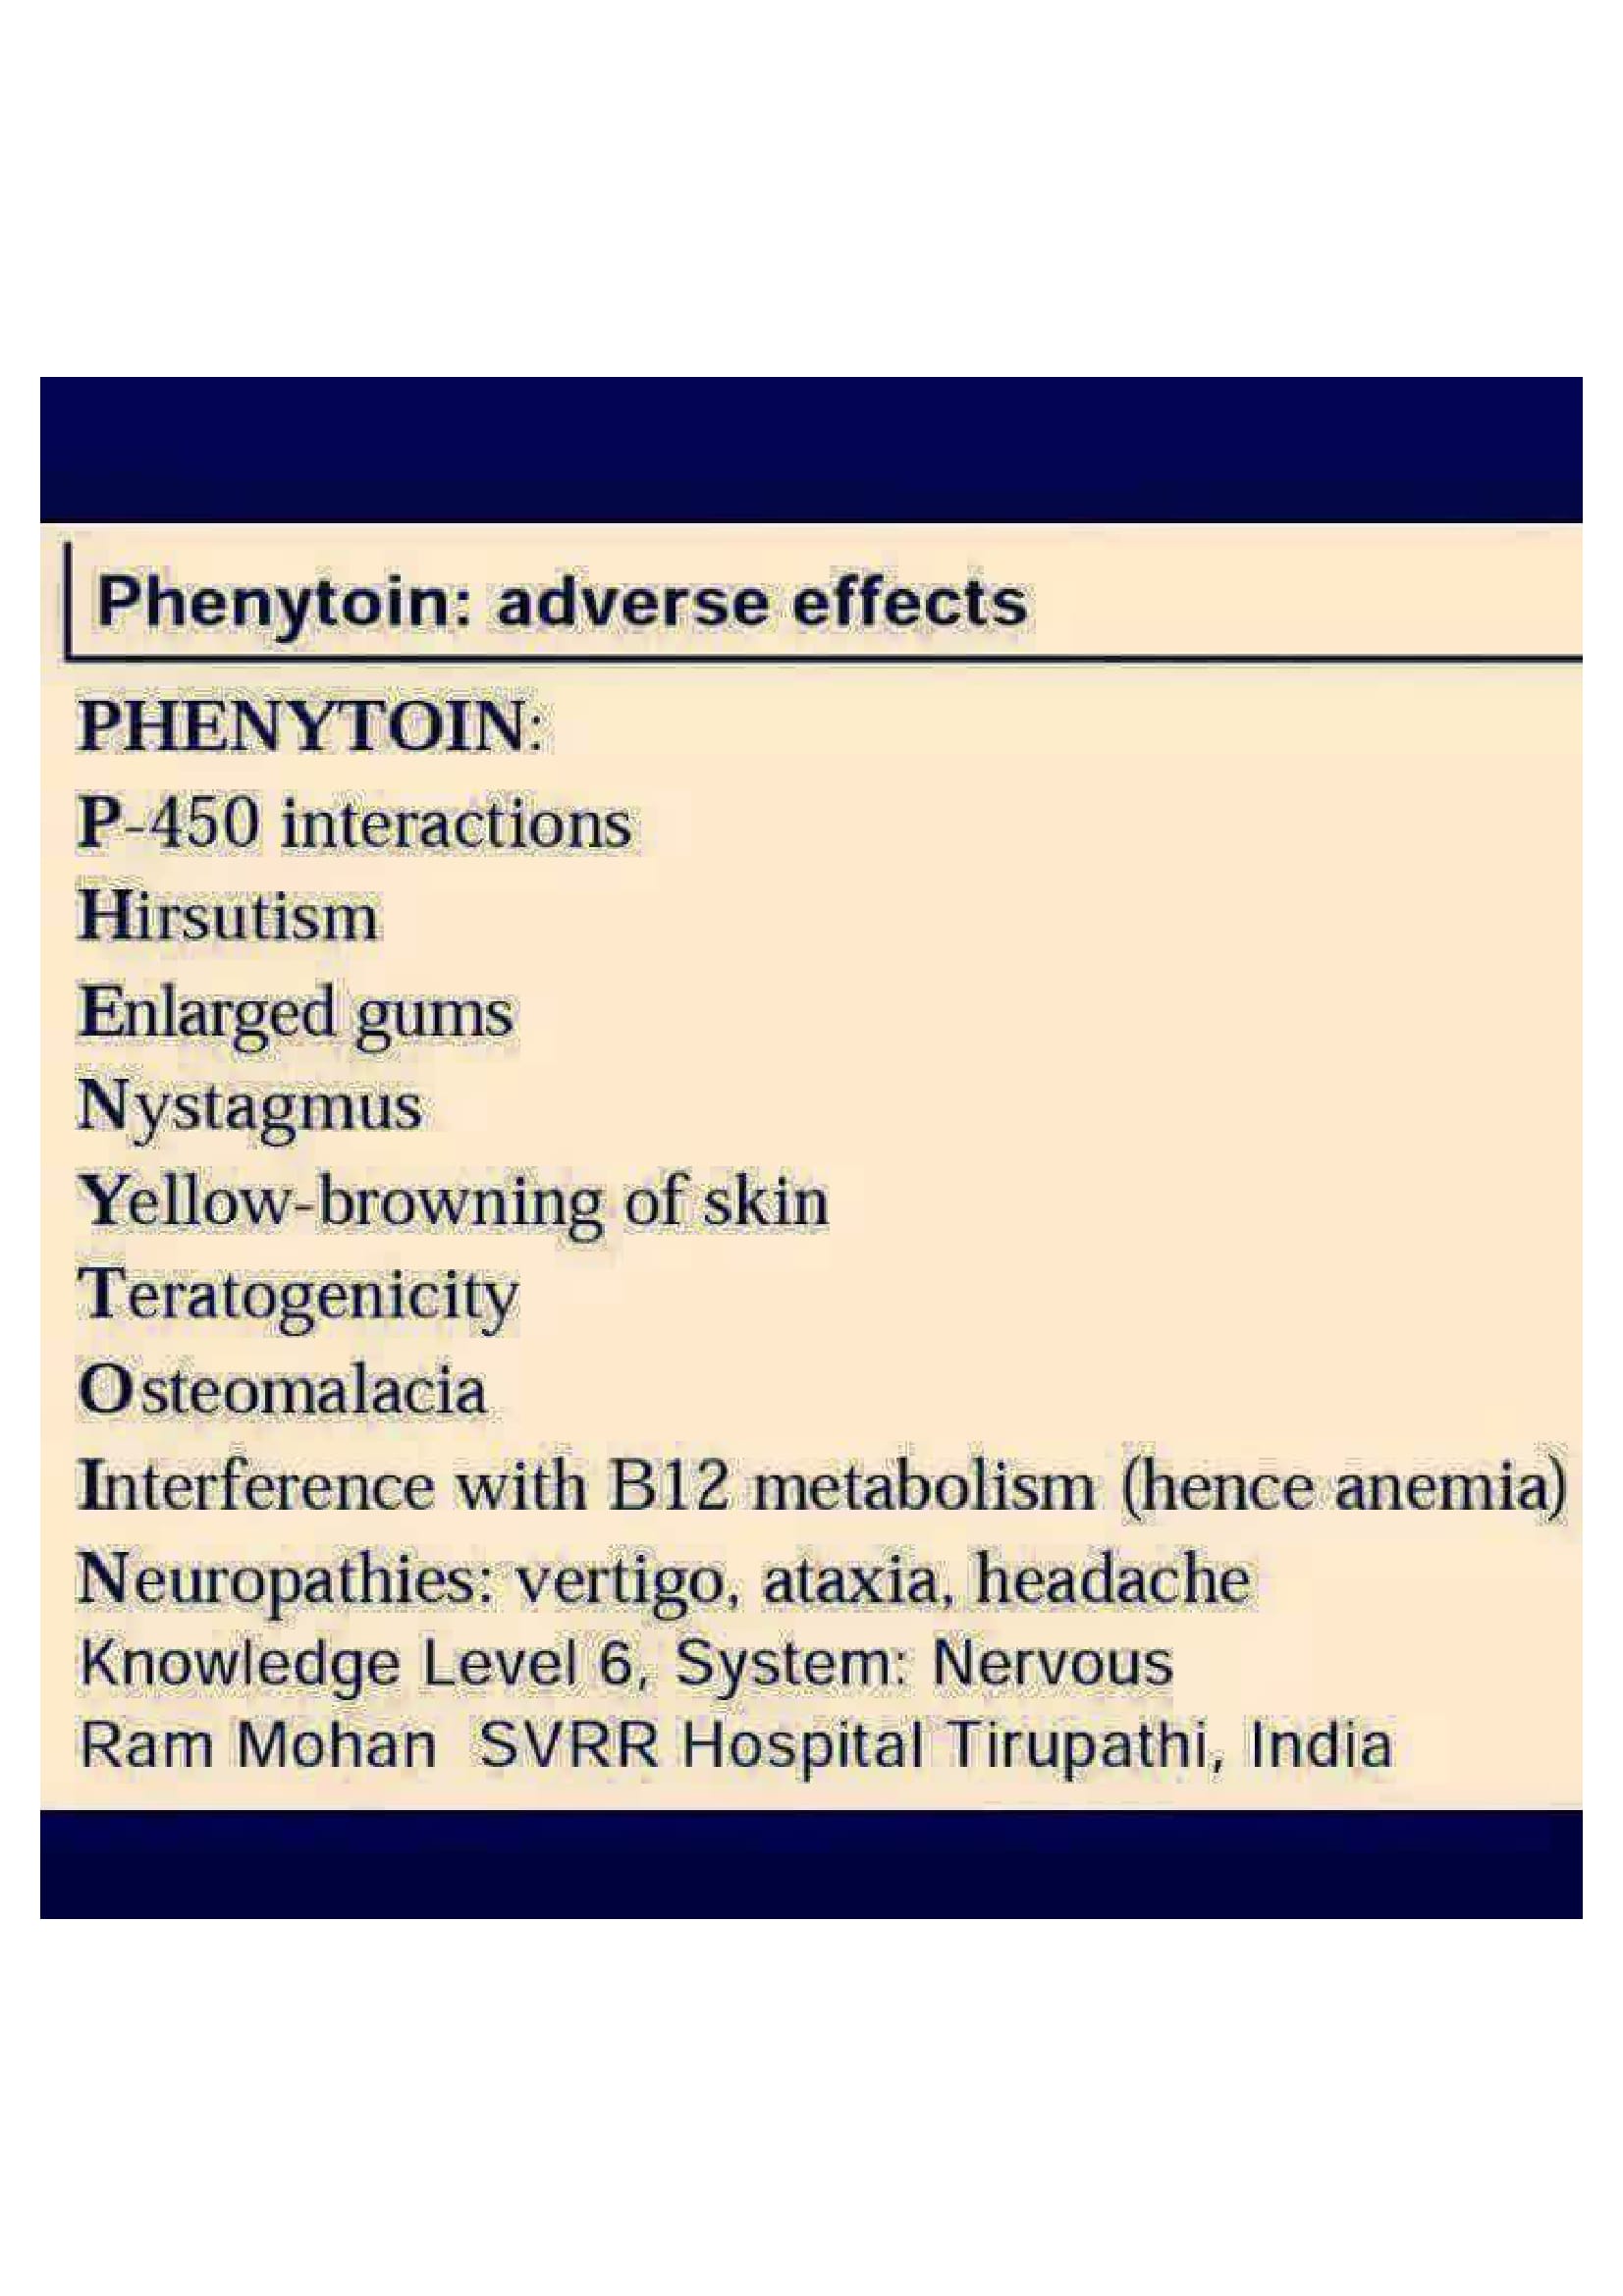 Phenytoin: adverse effects
PHENYTOIN:
P-450 interactions
Hirsutism
Enlarged gums
Nystagmus
Yellow-browning of skin
Teratogenicity
Osteomalacia
Interference with B12 metabolism (hence anemia)
Neuropathies: vertigo, ataxia, headache
Knowledge Level 6, System: Nervous
Ram Mohan  SVRR Hospital Tirupathi, India